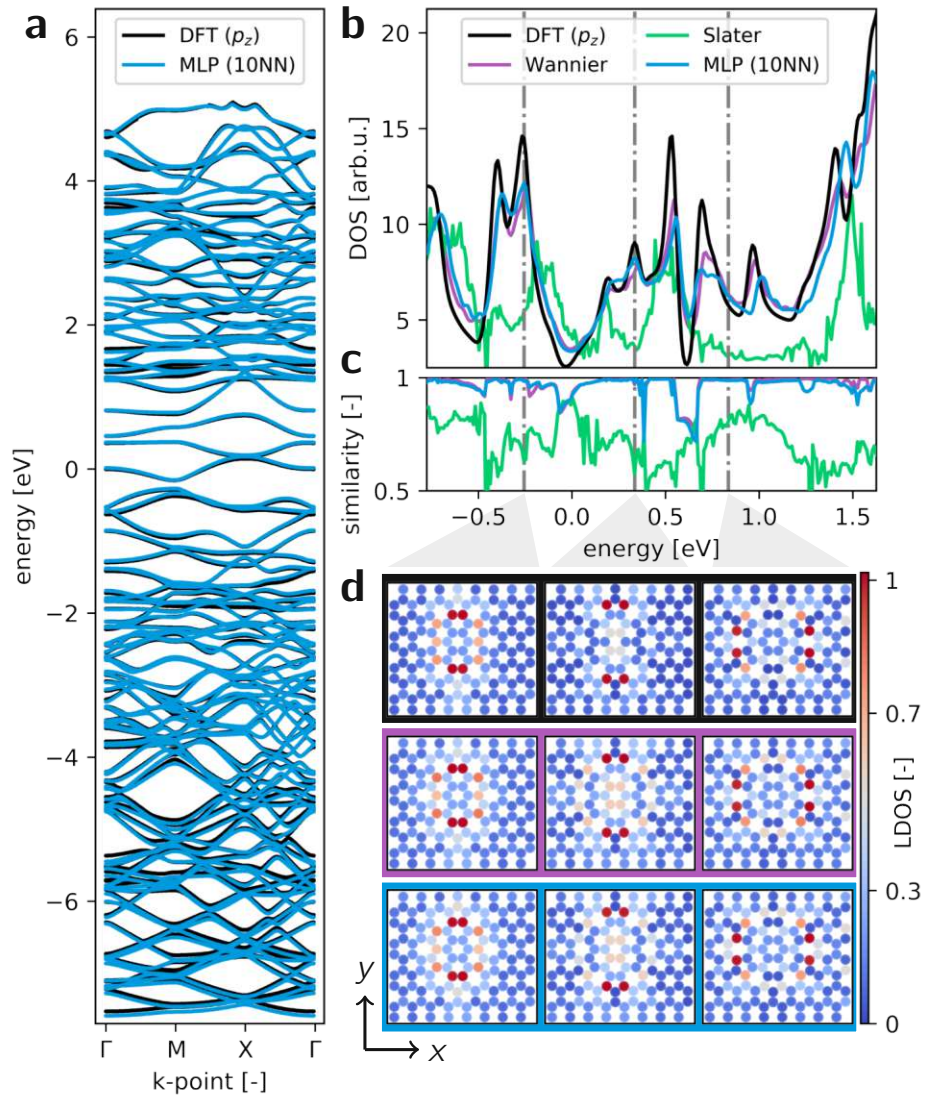 a
DFT (p_z)
MLP (10NN)
6
4
2
0
−2
−4
−6
energy [eV]
Γ M X Γ
k-point [-]
b
DFT (p_z) Slater
Wannier MLP (10NN)
20
15
10
5
DOS [arb.u.]
c
1
0.5
similarity [-]
−0.5 0.0 0.5 1.0 1.5
energy [eV]
d
1
0.7
0.3
0
LDOS [-]
y
x